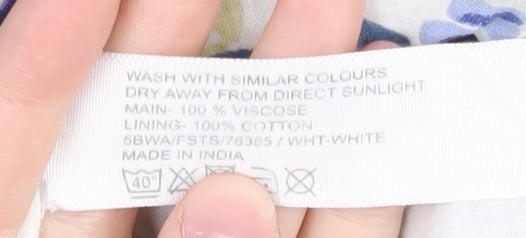 WASH WITH SIMILAR COLOURS
DRY AWAY FROM DIRECT SUNLIGHT
MAIN- 100 % VISCOSE
LINING- 100% COTTON
5BWA/FSTS/76385 / WHT-WHITE
MADE IN INDIA
40°